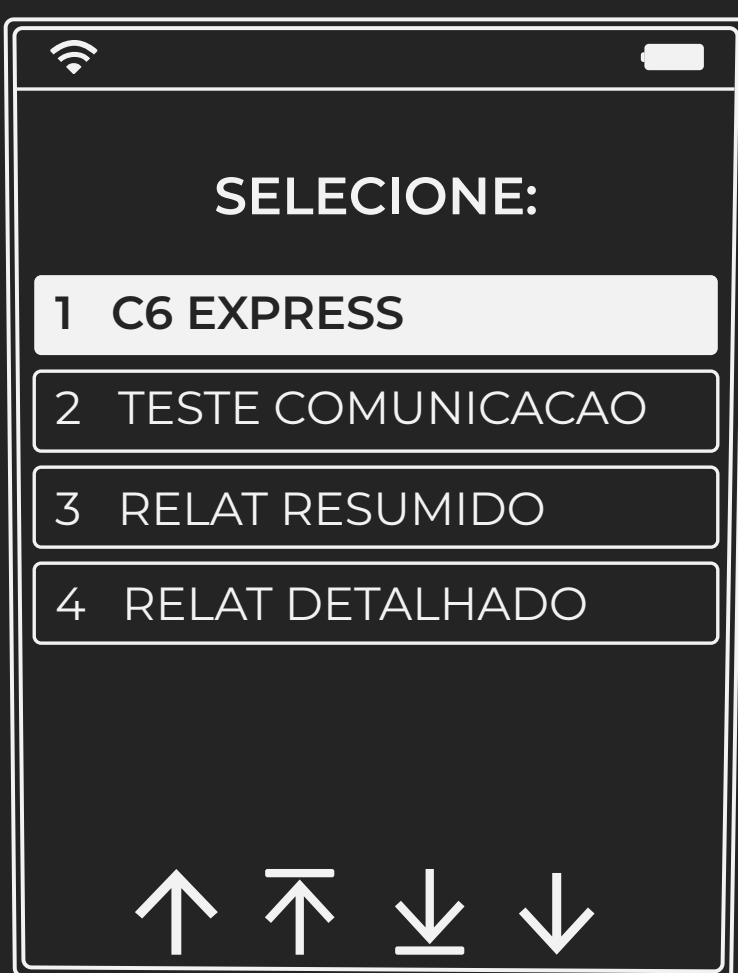 SELECIONE:
1 C6 EXPRESS
2 TESTE COMUNICACAO
3 RELAT RESUMIDO
4 RELAT DETALHADO